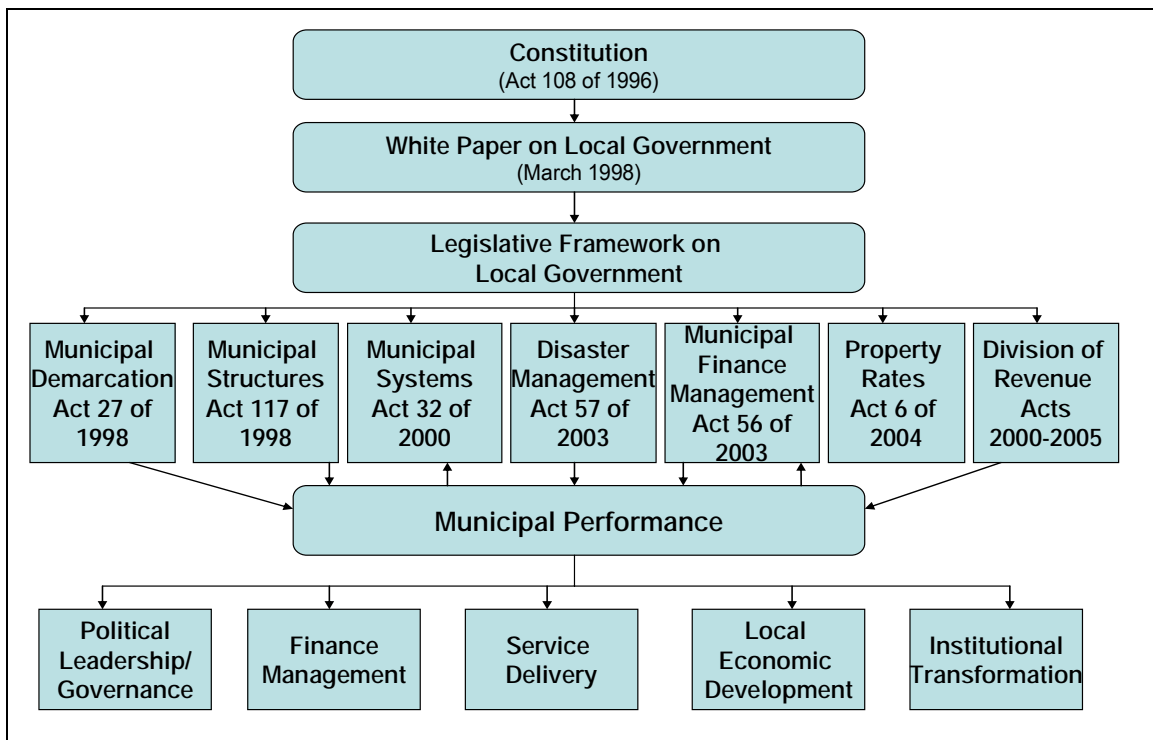 Constitution
(Act 108 of 1996)
White Paper on Local Government
(March 1998)
Legislative Framework on
Local Government
Municipal
Demarcation
Act 27 of
1998
Municipal
Structures
Act 117 of
1998
Municipal
Systems
Act 32 of
2000
Disaster
Management
Act 57 of
2003
Municipal
Finance
Management
Act 56 of
2003
Property
Rates
Act 6 of
2004
Division of
Revenue
Acts
2000-2005
Municipal Performance
Political
Leadership/
Governance
Finance
Management
Service
Delivery
Local
Economic
Development
Institutional
Transformation